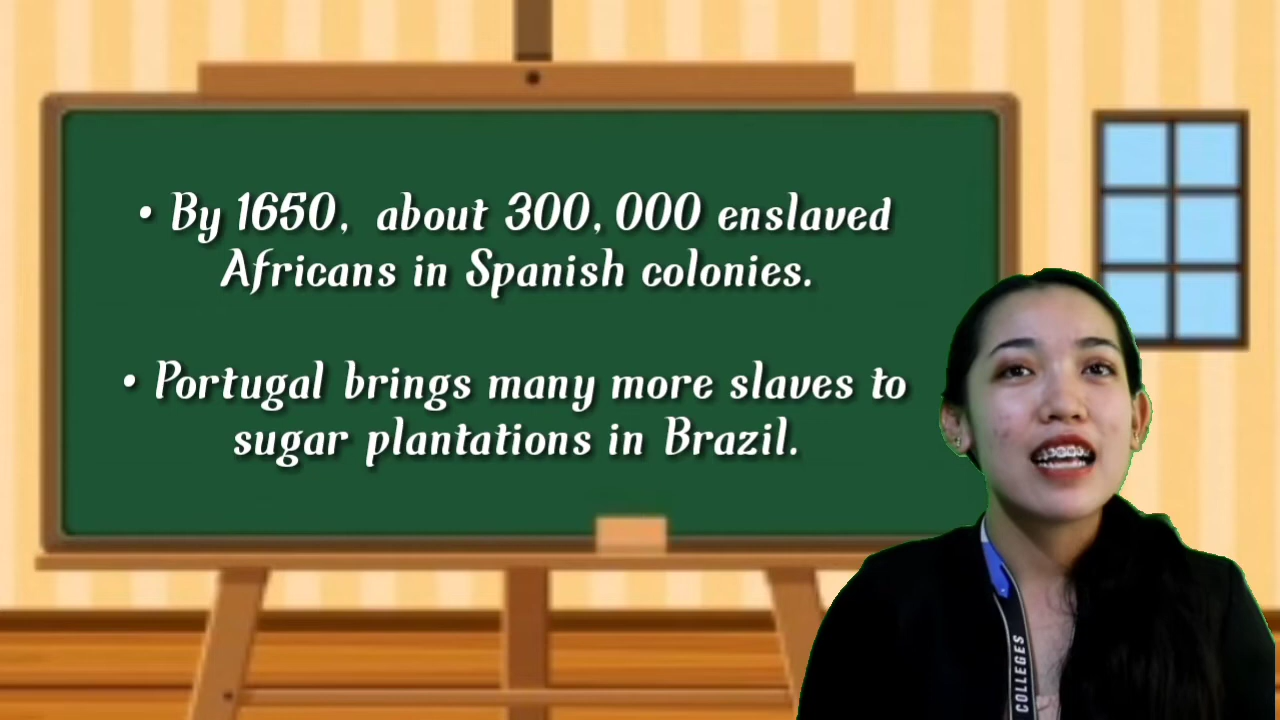 • By 1650, about 300,000 enslaved
Africans in Spanish colonies.
• Portugal brings many more slaves to
sugar plantations in Brazil.
COLLEGES